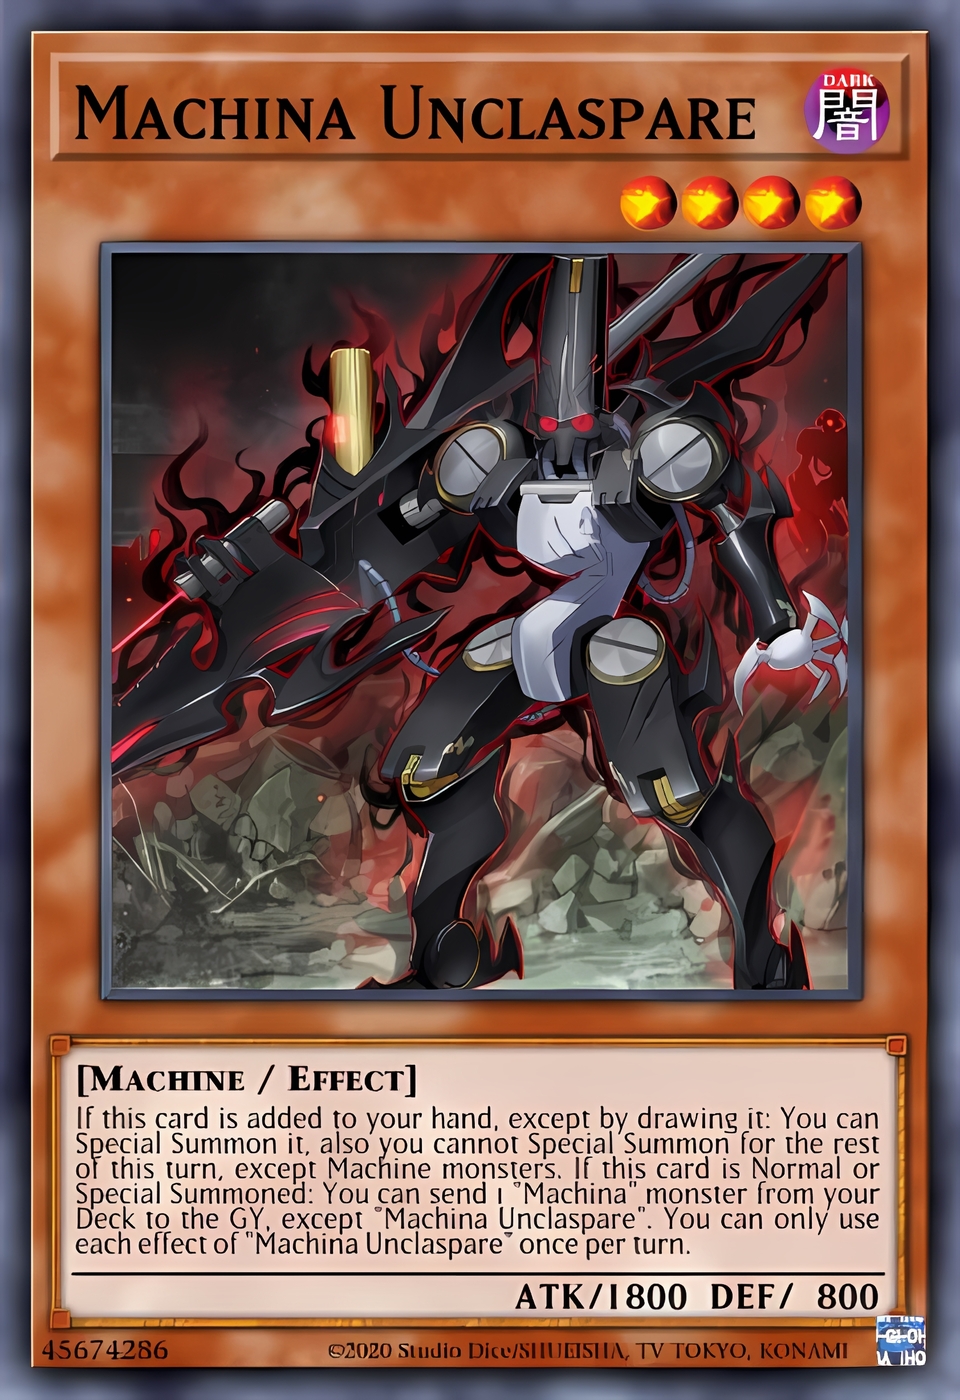 Machina Unclaspare
DARK
闇
[Machine / Effect]
If this card is added to your hand, except by drawing it: You can
Special Summon it, also you cannot Special Summon for the rest
of this turn, except Machine monsters. If this card is Normal or
Special Summoned: You can send 1 "Machina" monster from your
Deck to the GY, except "Machina Unclaspare". You can only use
each effect of "Machina Unclaspare" once per turn.
ATK/1800 DEF/ 800
45674286
©2020 Studio Dice/SHUEISHA, TV TOKYO, KONAMI